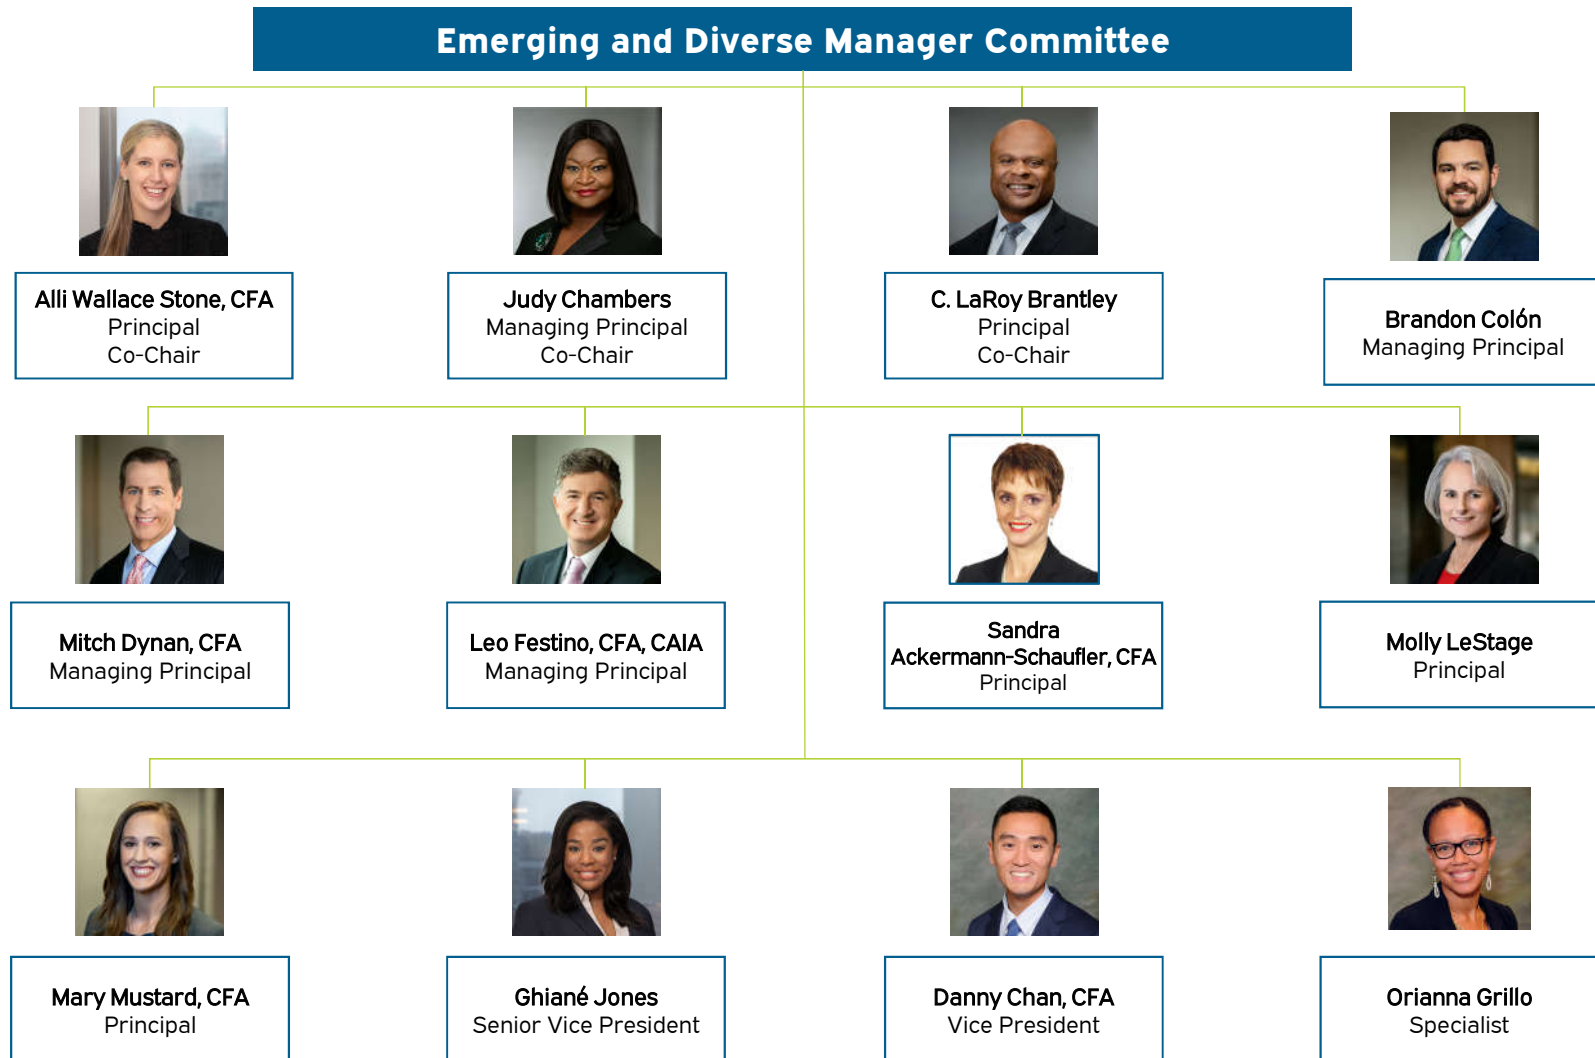 Emerging and Diverse Manager Committee
Alli Wallace Stone, CFA
Principal
Co-Chair
Judy Chambers
Managing Principal
Co-Chair
C. LaRoy Brantley
Principal
Co-Chair
Brandon Colón
Managing Principal
Mitch Dynan, CFA
Managing Principal
Leo Festino, CFA, CAIA
Managing Principal
Sandra
Ackermann-Schaufler, CFA
Principal
Molly LeStage
Principal
Mary Mustard, CFA
Principal
Ghiané Jones
Senior Vice President
Danny Chan, CFA
Vice President
Orianna Grillo
Specialist